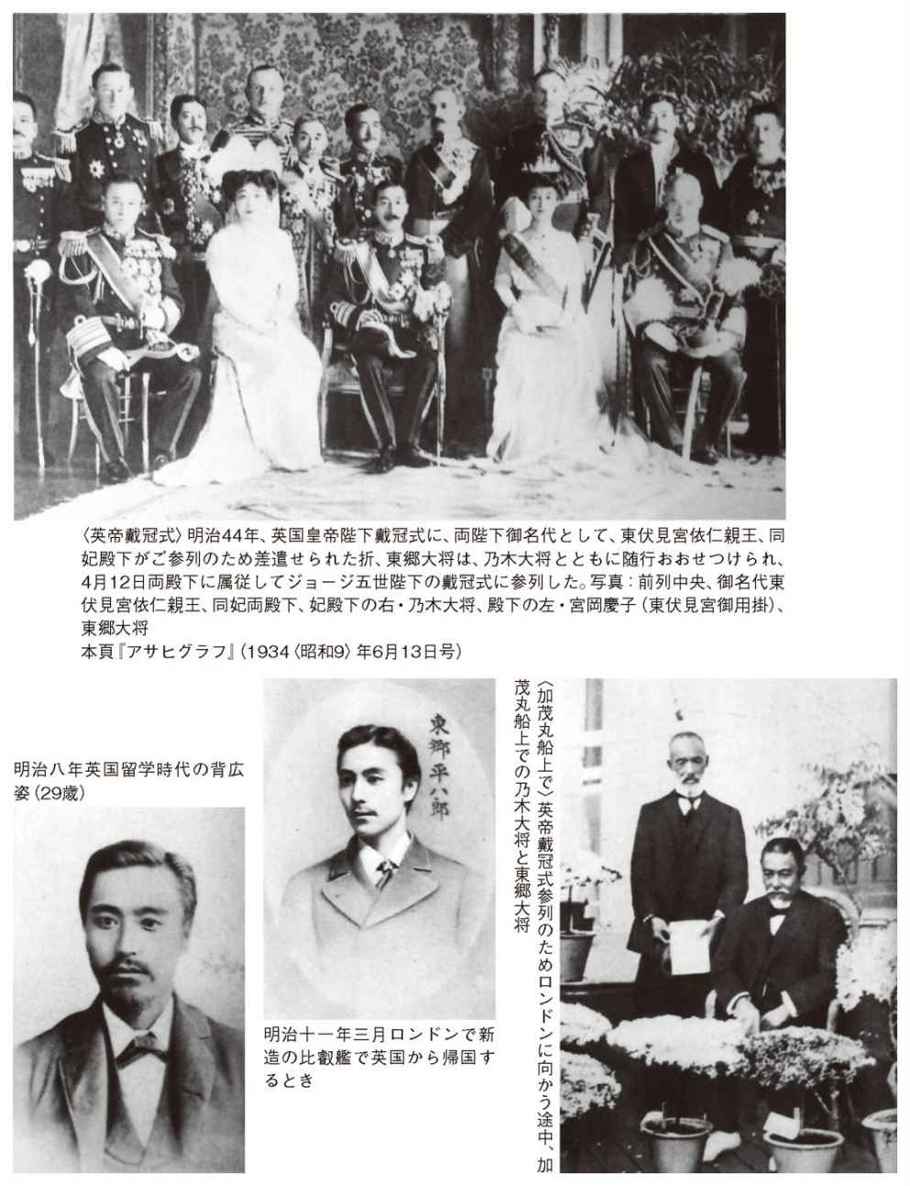 〈英帝戴冠式〉明治44年、英国皇帝陛下戴冠式に、両陛下御名代として、東伏見宮依仁親王、同
妃殿下がご参列のため差遣せられた折、東郷大将は、乃木大将とともに随行おおせつけられ、
4月12日両殿下に属従してジョージ五世陛下の戴冠式に参列した。写真：前列中央、御名代東
伏見宮依仁親王、同妃両殿下、妃殿下の右・乃木大将、殿下の左・宮岡慶子（東伏見宮御用掛）、
東郷大将
本頁『アサヒグラフ』（1934〈昭和9〉年6月13日号）
明治八年英国留学時代の背広
姿（29歳）
東郷平八郎
明治十一年三月ロンドンで新
造の比叡艦で英国から帰国す
るとき
〈加茂丸船上で〉英帝戴冠式参列のためロンドンに向かう途中、加
茂丸船上での乃木大将と東郷大将